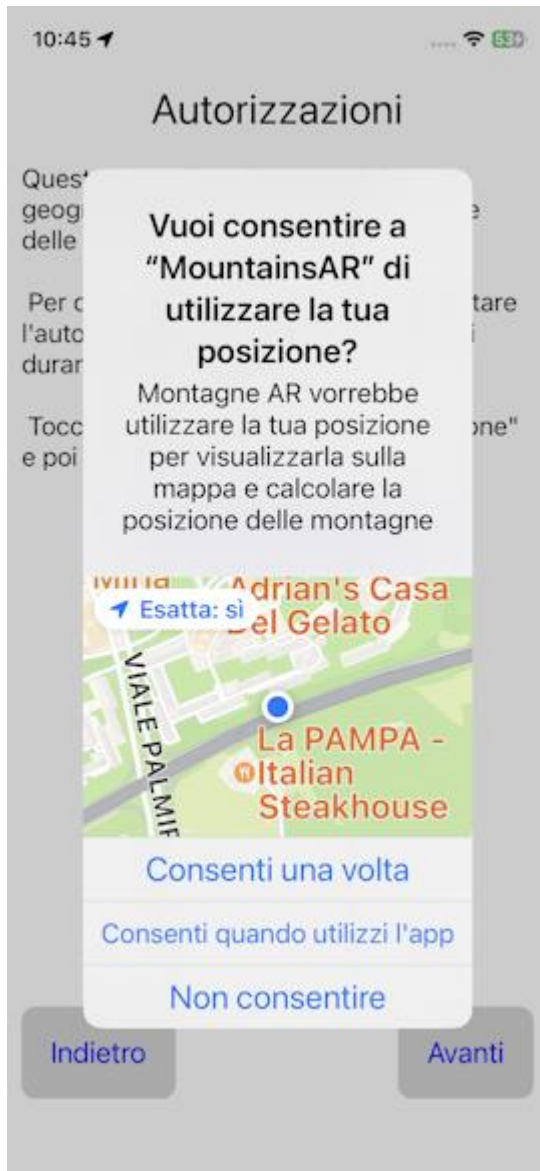 10:45
53
Autorizzazioni
Ques
geog
delle
Per
tare
l'auto
i
durar
Tocc
one"
e poi
Vuoi consentire a
“MountainsAR” di
utilizzare la tua
posizione?
Montagne AR vorrebbe
utilizzare la tua posizione
per visualizzarla sulla
mappa e calcolare la
posizione delle montagne
Adrian's Casa
Del Gelato
Esatta: sì
VIALE PALMIR
La PAMPA -
Italian
Steakhouse
Consenti una volta
Consenti quando utilizzi l'app
Non consentire
Indietro
Avanti